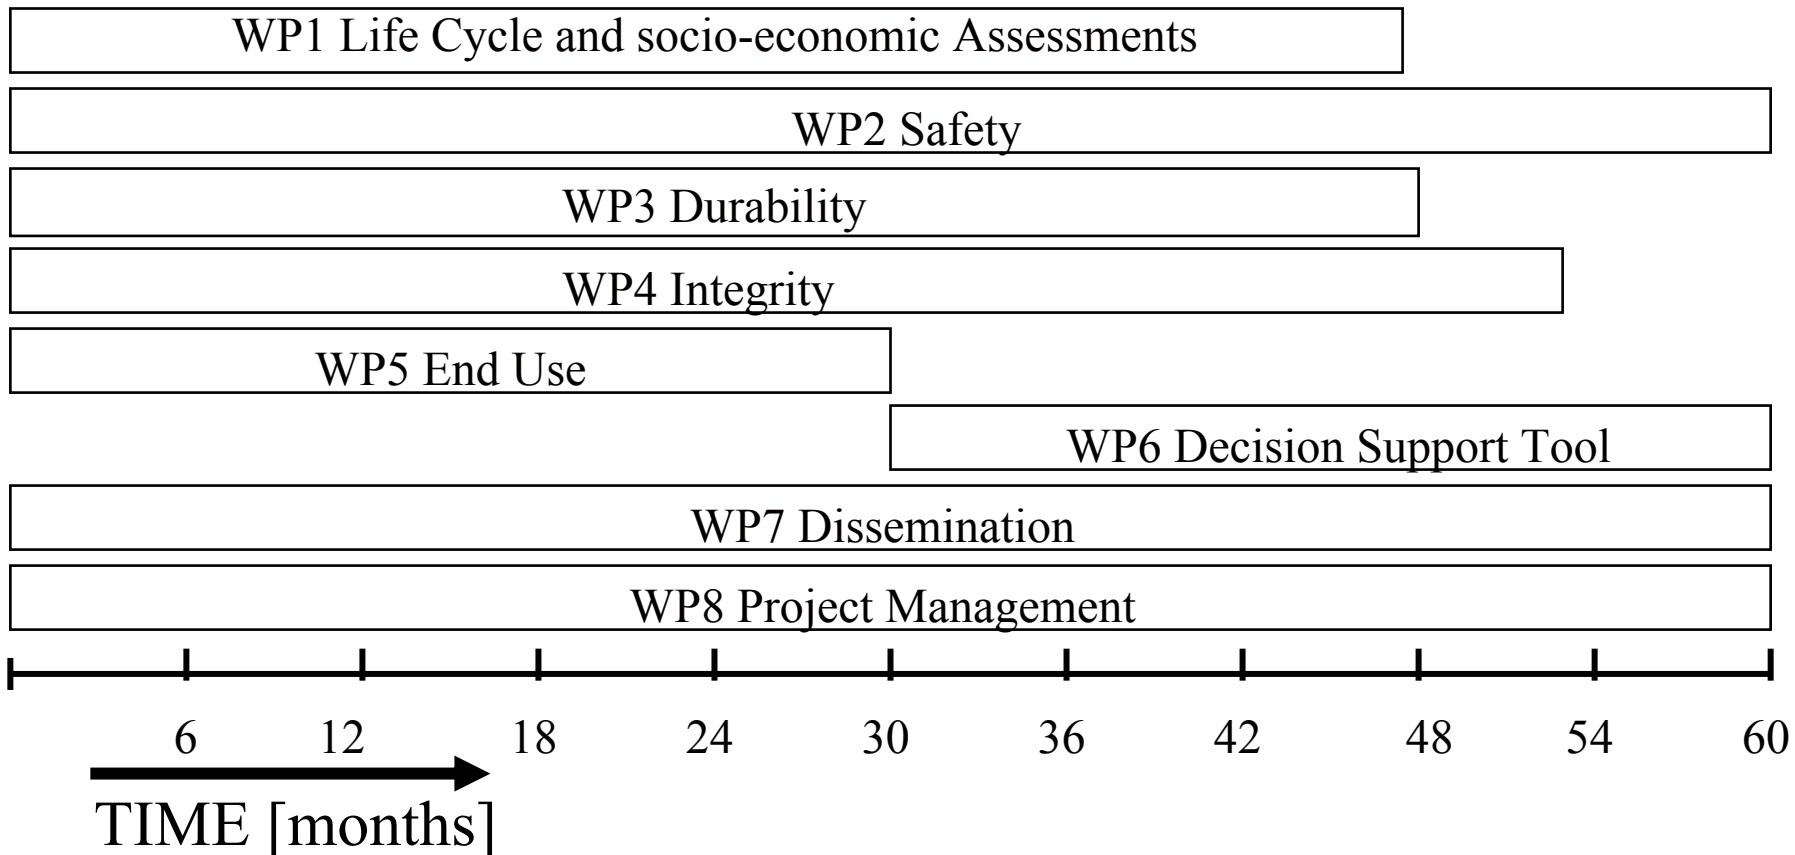 WP1 Life Cycle and socio-economic Assessments
WP2 Safety
WP3 Durability
WP4 Integrity
WP5 End Use
WP6 Decision Support Tool
WP7 Dissemination
WP8 Project Management
6 12 18 24 30 36 42 48 54 60
TIME [months]